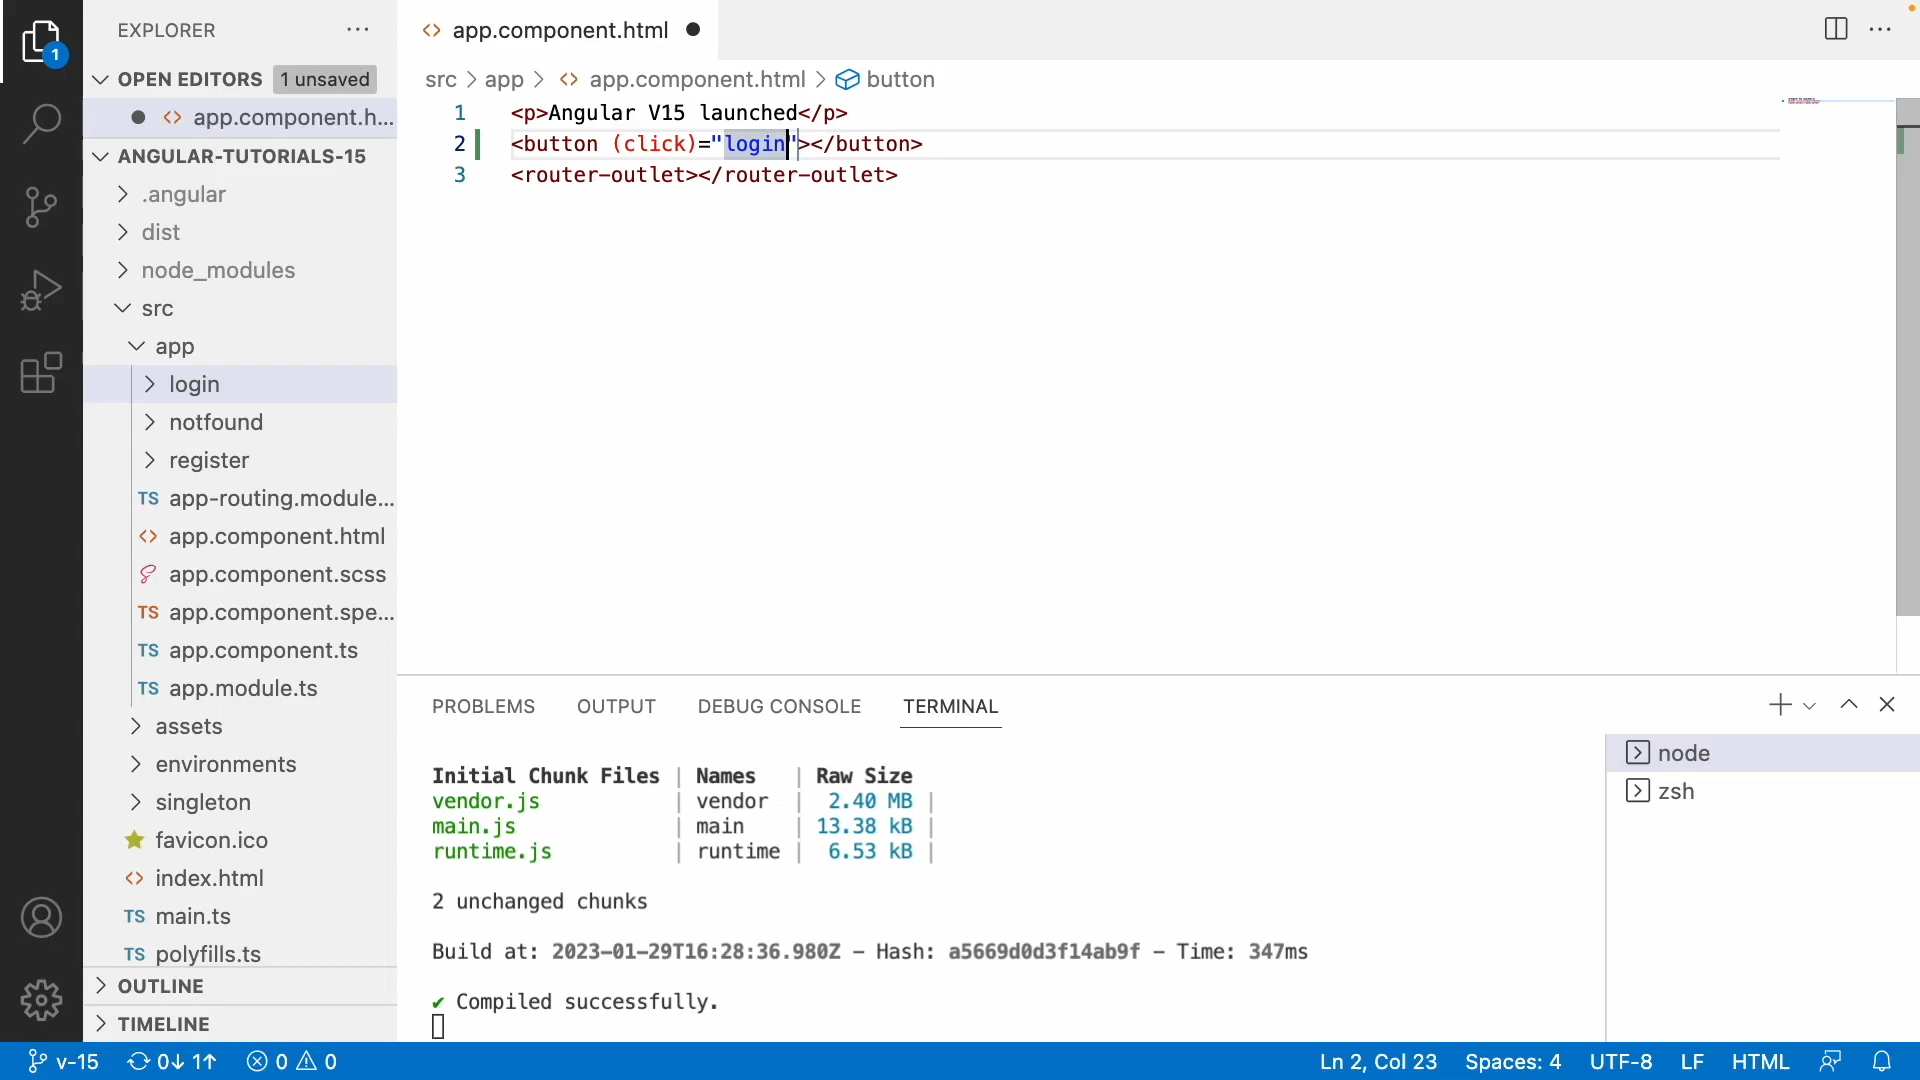 EXPLORER
1
OPEN EDITORS 1 unsaved
app.component.h...
ANGULAR-TUTORIALS-15
.angular
dist
node_modules
src
app
login
notfound
register
TS app-routing.module...
<> app.component.html
app.component.scss
TS app.component.spe...
TS app.component.ts
TS app.module.ts
assets
environments
singleton
favicon.ico
<> index.html
TS main.ts
TS polyfills.ts
OUTLINE
TIMELINE
<> app.component.html
src > app > <> app.component.html > button
1 <p>Angular V15 launched</p>
2 <button (click)="login"></button>
3 <router-outlet></router-outlet>
PROBLEMS OUTPUT DEBUG CONSOLE TERMINAL
Initial Chunk Files | Names | Raw Size
vendor.js | vendor | 2.40 MB |
main.js | main | 13.38 kB |
runtime.js | runtime | 6.53 kB |
2 unchanged chunks
Build at: 2023-01-29T16:28:36.980Z - Hash: a5669d0d3f14ab9f - Time: 347ms
✔ Compiled successfully.
node
zsh
v-15 0↓ 1↑ 0 0 Ln 2, Col 23 Spaces: 4 UTF-8 LF HTML